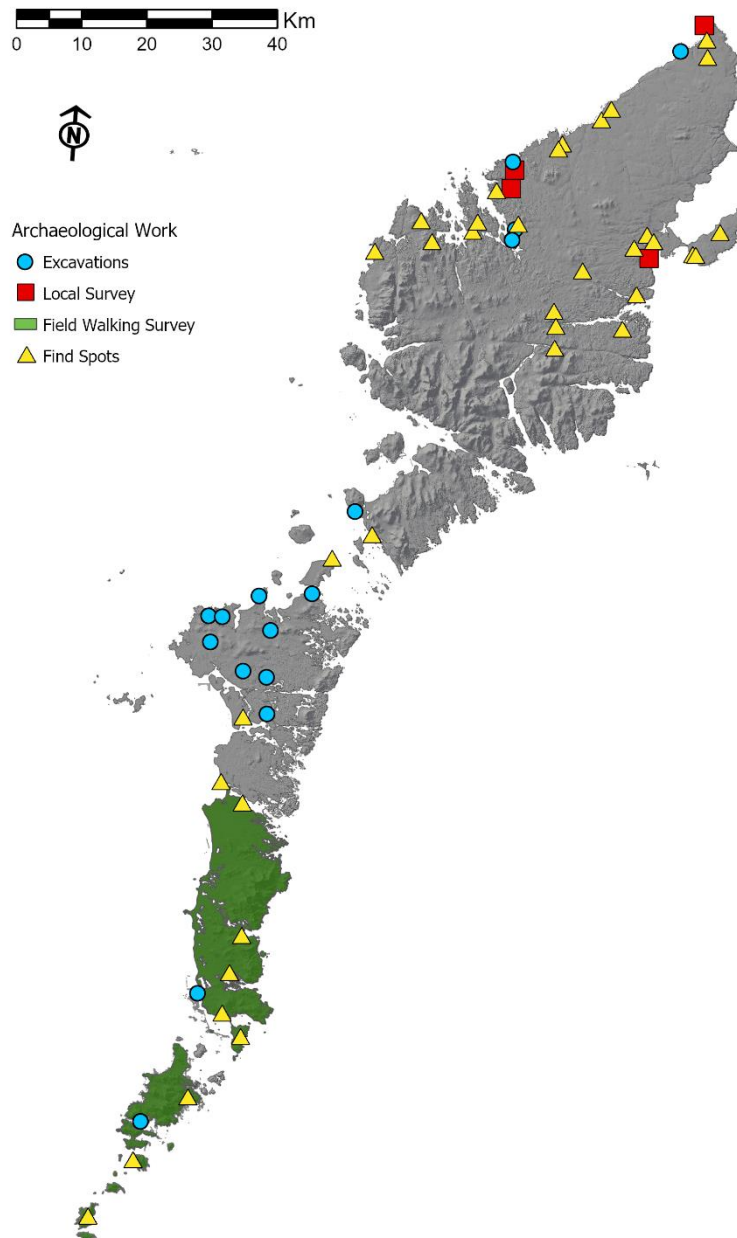 Km
0 10 20 30 40
N
Archaeological Work
Excavations
Local Survey
Field Walking Survey
Find Spots